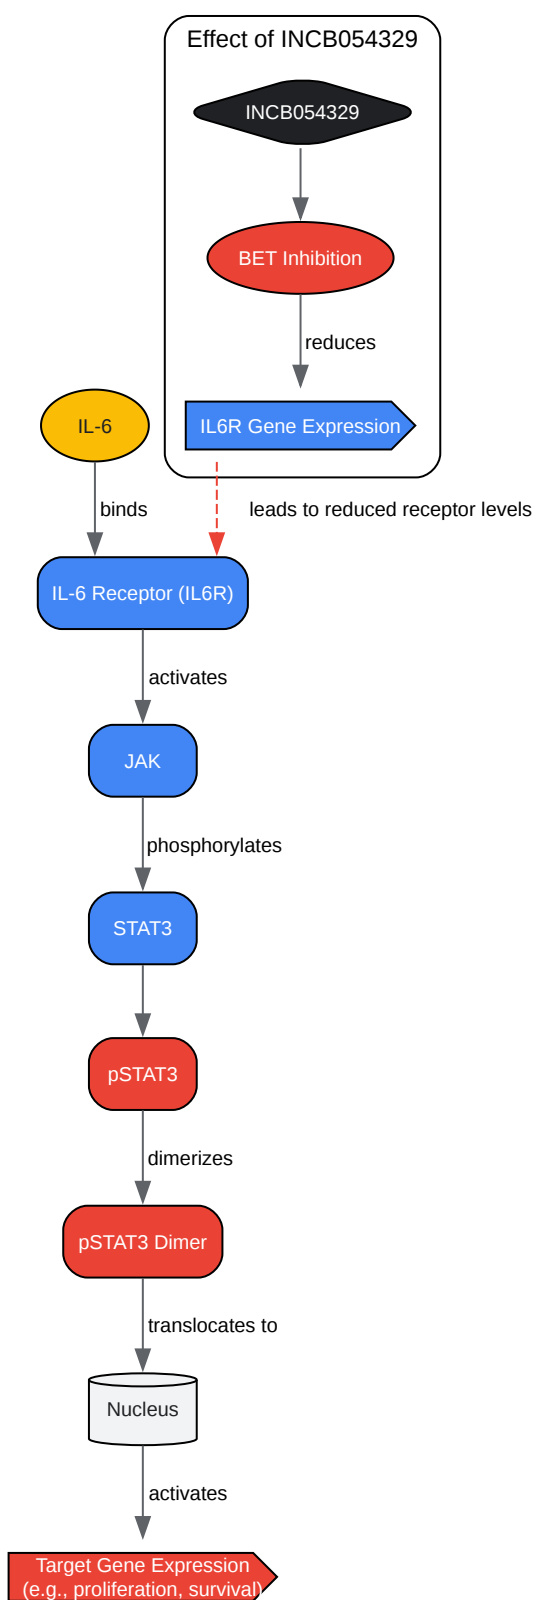 Effect of INCB054329
INCB054329
BET Inhibition
reduces
IL-6
IL6R Gene Expression
binds
leads to reduced receptor levels
IL-6 Receptor (IL6R)
activates
JAK
phosphorylates
STAT3
pSTAT3
dimerizes
pSTAT3 Dimer
translocates to
Nucleus
activates
Target Gene Expression
(e.g., proliferation, survival)